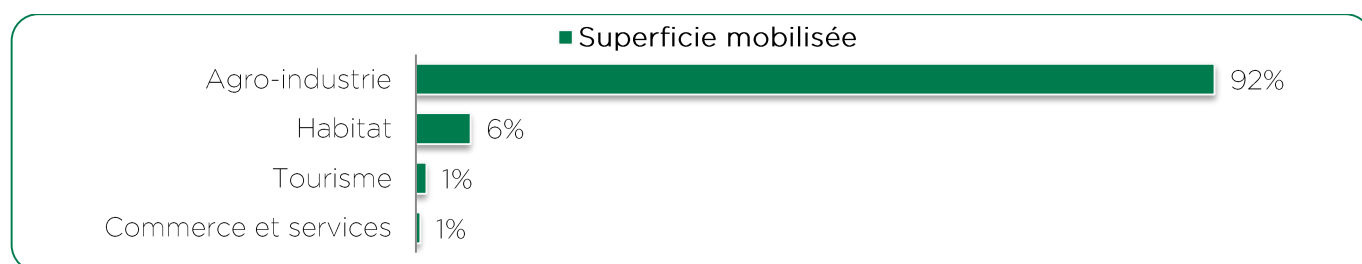 Superficie mobilisée
Agro-industrie 92%
Habitat 6%
Tourisme 1%
Commerce et services 1%